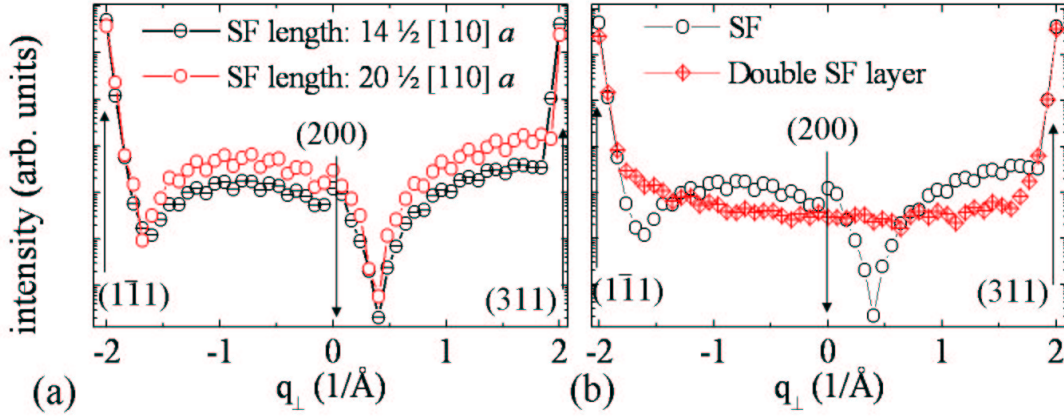 intensity (arb. units)
SF length: 14 ½ [110] a
SF length: 20 ½ [110] a
(200)
(11̄1)
(311)
-2 -1 0 1 2
(a) q⊥ (1/Å)
SF
Double SF layer
(200)
(11̄1)
(311)
-2 -1 0 1 2
(b) q⊥ (1/Å)